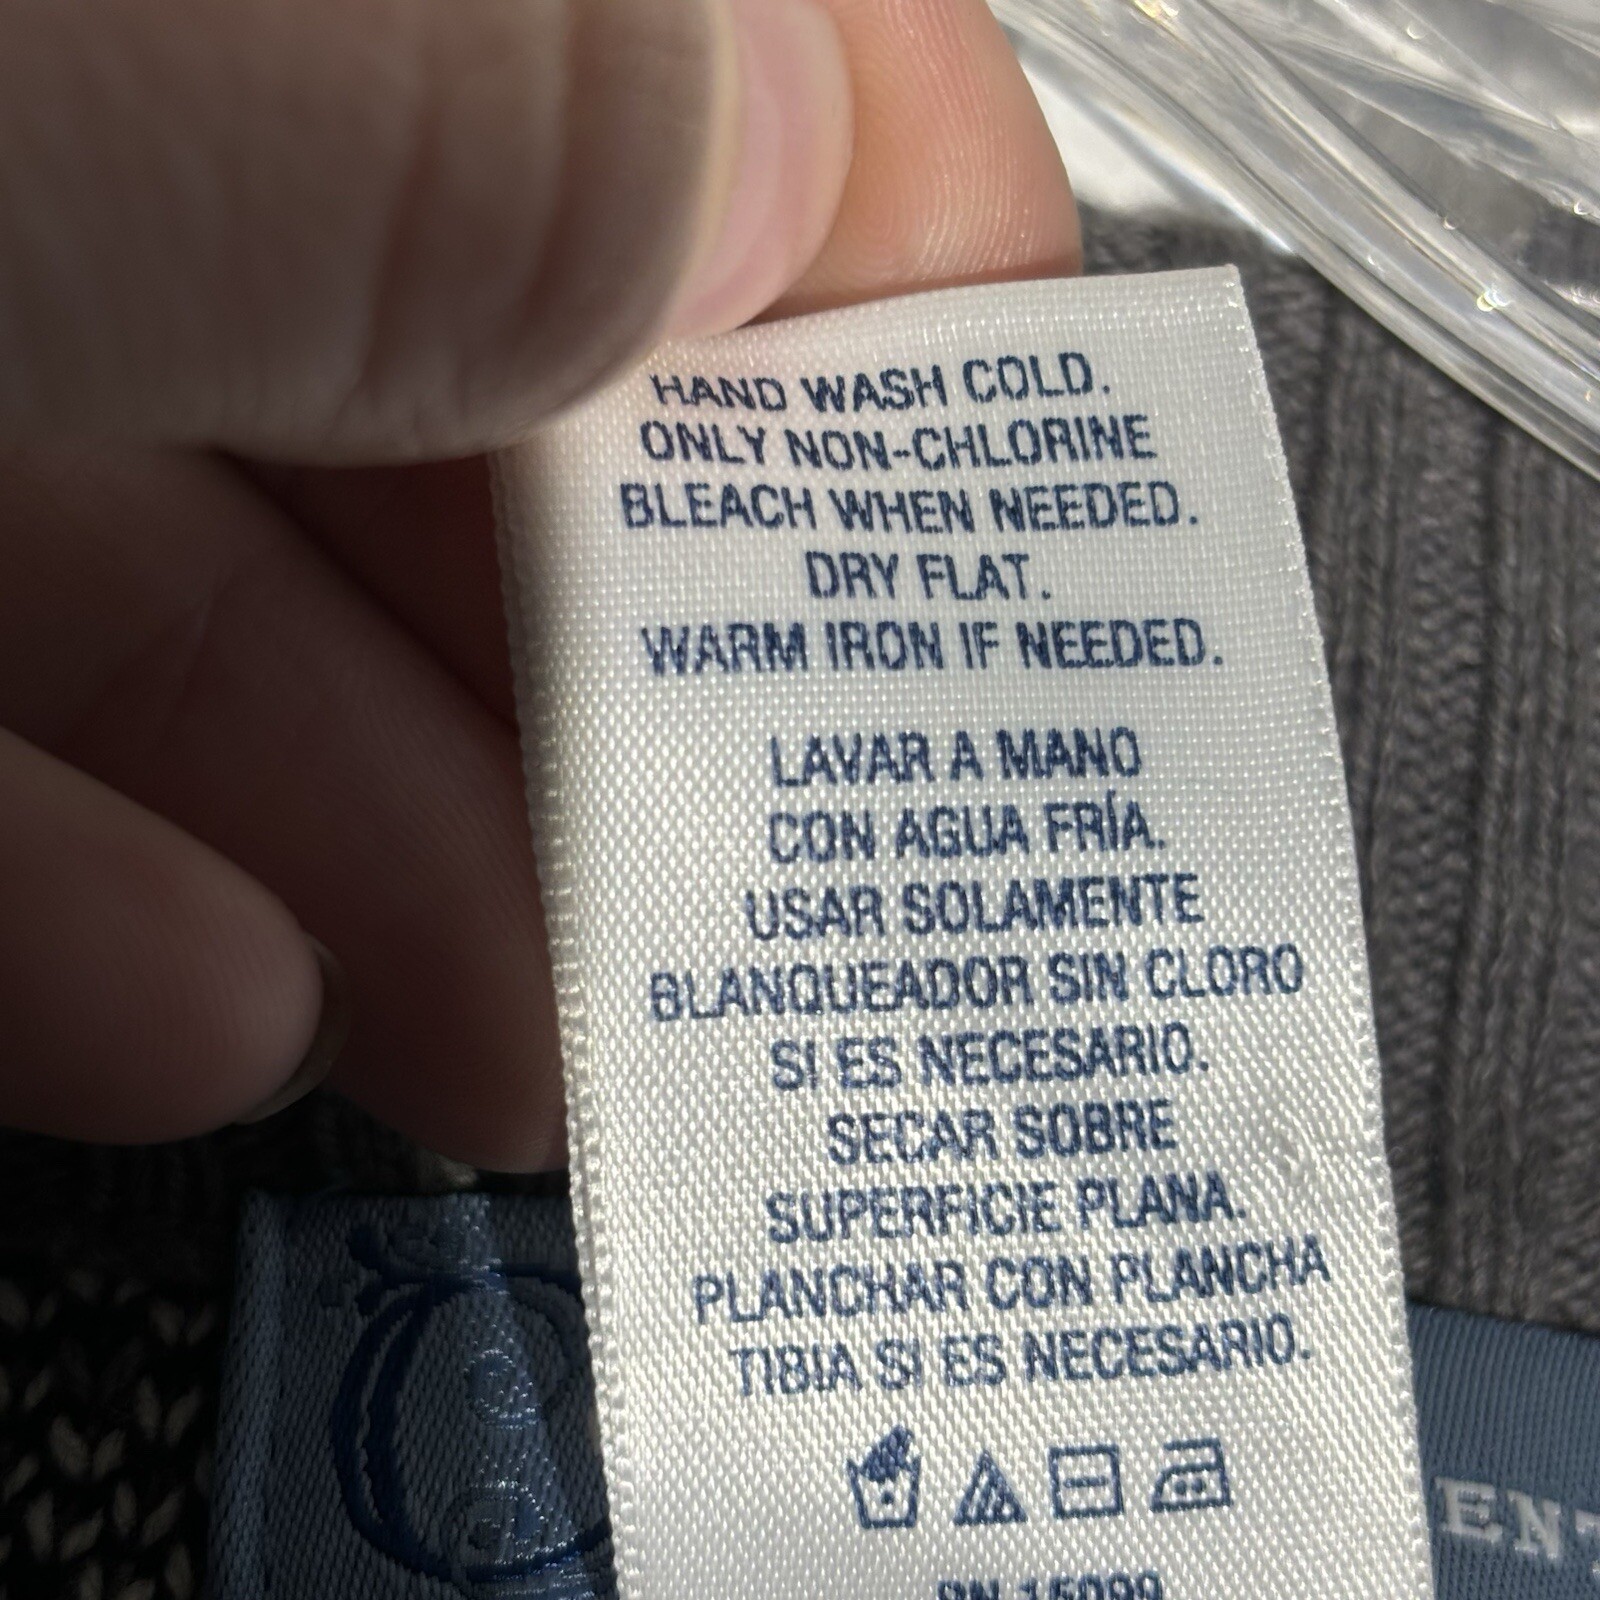 HAND WASH COLD.
ONLY NON-CHLORINE
BLEACH WHEN NEEDED.
DRY FLAT.
WARM IRON IF NEEDED.
LAVAR A MANO
CON AGUA FRÍA.
USAR SOLAMENTE
BLANQUEADOR SIN CLORO
SI ES NECESARIO.
SECAR SOBRE
SUPERFICIE PLANA.
PLANCHAR CON PLANCHA
TIBIA SI ES NECESARIO.